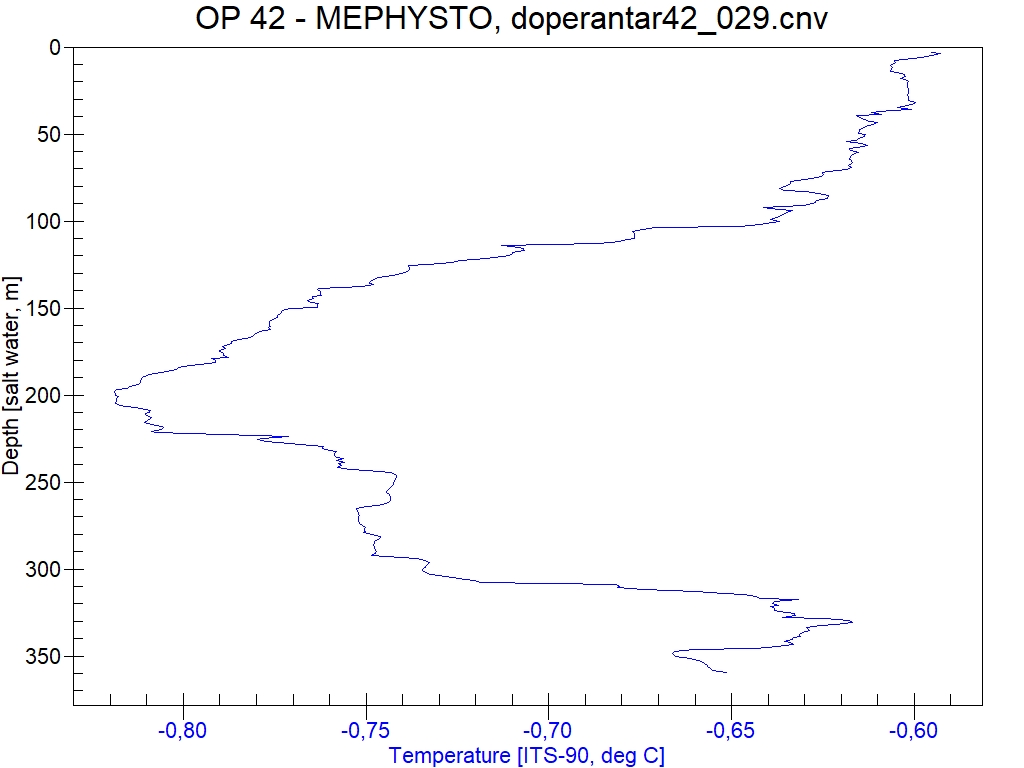 OP 42 - MEPHYSTO, doperantar42_029.cnv
0
50
100
150
200
250
300
350
Depth [salt water, m]
-0,80 -0,75 -0,70 -0,65 -0,60
Temperature [ITS-90, deg C]